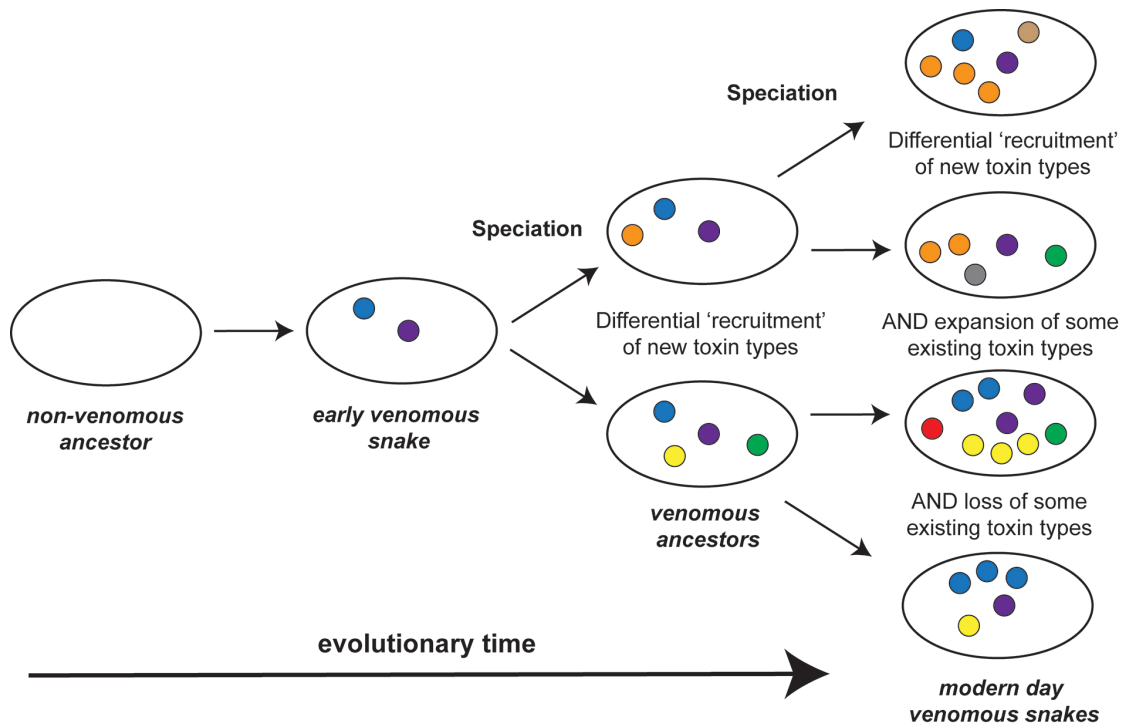 Speciation
Differential ‘recruitment’
of new toxin types
Speciation
Differential ‘recruitment’
of new toxin types
AND expansion of some
existing toxin types
non-venomous
ancestor
early venomous
snake
venomous
ancestors
AND loss of some
existing toxin types
evolutionary time
modern day
venomous snakes